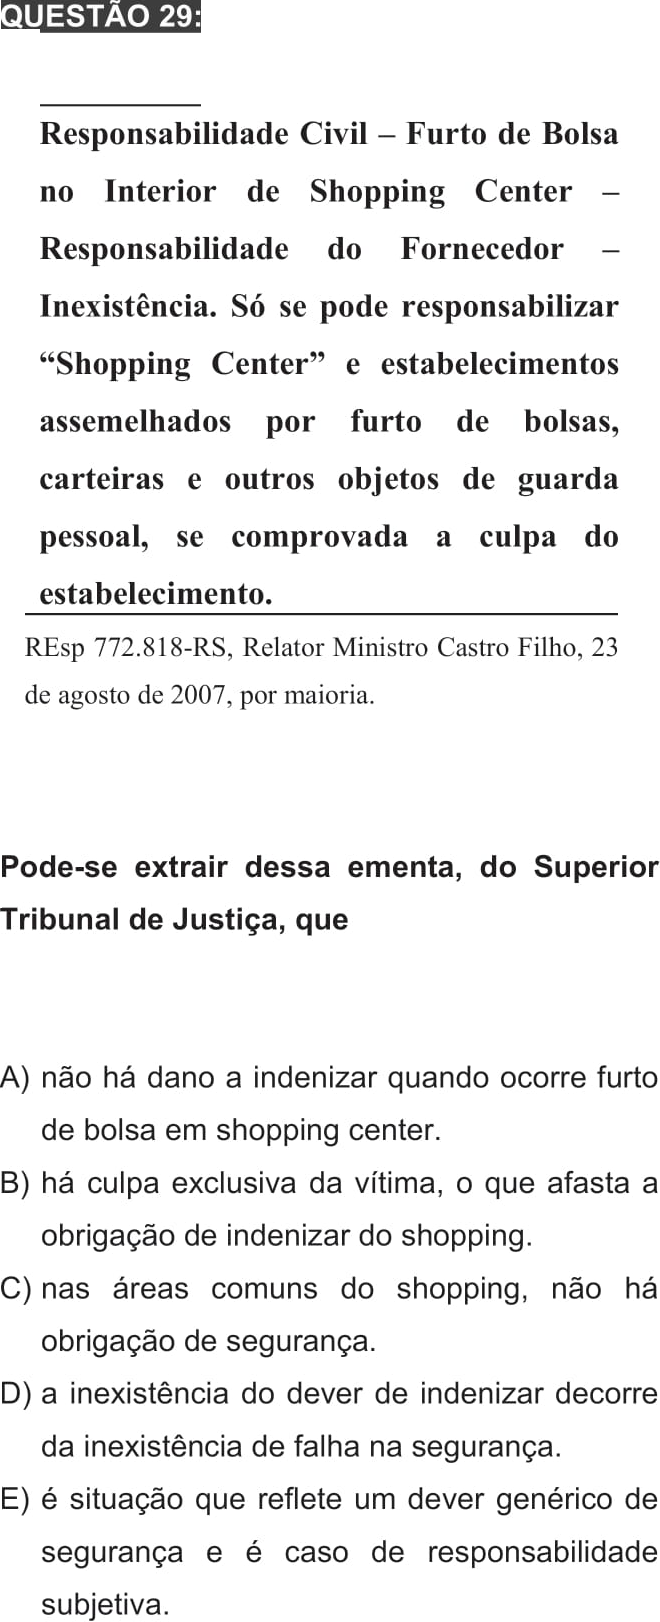 QUESTÃO 29:
Responsabilidade Civil – Furto de Bolsa
no Interior de Shopping Center –
Responsabilidade do Fornecedor –
Inexistência. Só se pode responsabilizar
“Shopping Center” e estabelecimentos
assemelhados por furto de bolsas,
carteiras e outros objetos de guarda
pessoal, se comprovada a culpa do
estabelecimento.
REsp 772.818-RS, Relator Ministro Castro Filho, 23
de agosto de 2007, por maioria.
Pode-se extrair dessa ementa, do Superior
Tribunal de Justiça, que
A) não há dano a indenizar quando ocorre furto
de bolsa em shopping center.
B) há culpa exclusiva da vítima, o que afasta a
obrigação de indenizar do shopping.
C) nas áreas comuns do shopping, não há
obrigação de segurança.
D) a inexistência do dever de indenizar decorre
da inexistência de falha na segurança.
E) é situação que reflete um dever genérico de
segurança e é caso de responsabilidade
subjetiva.